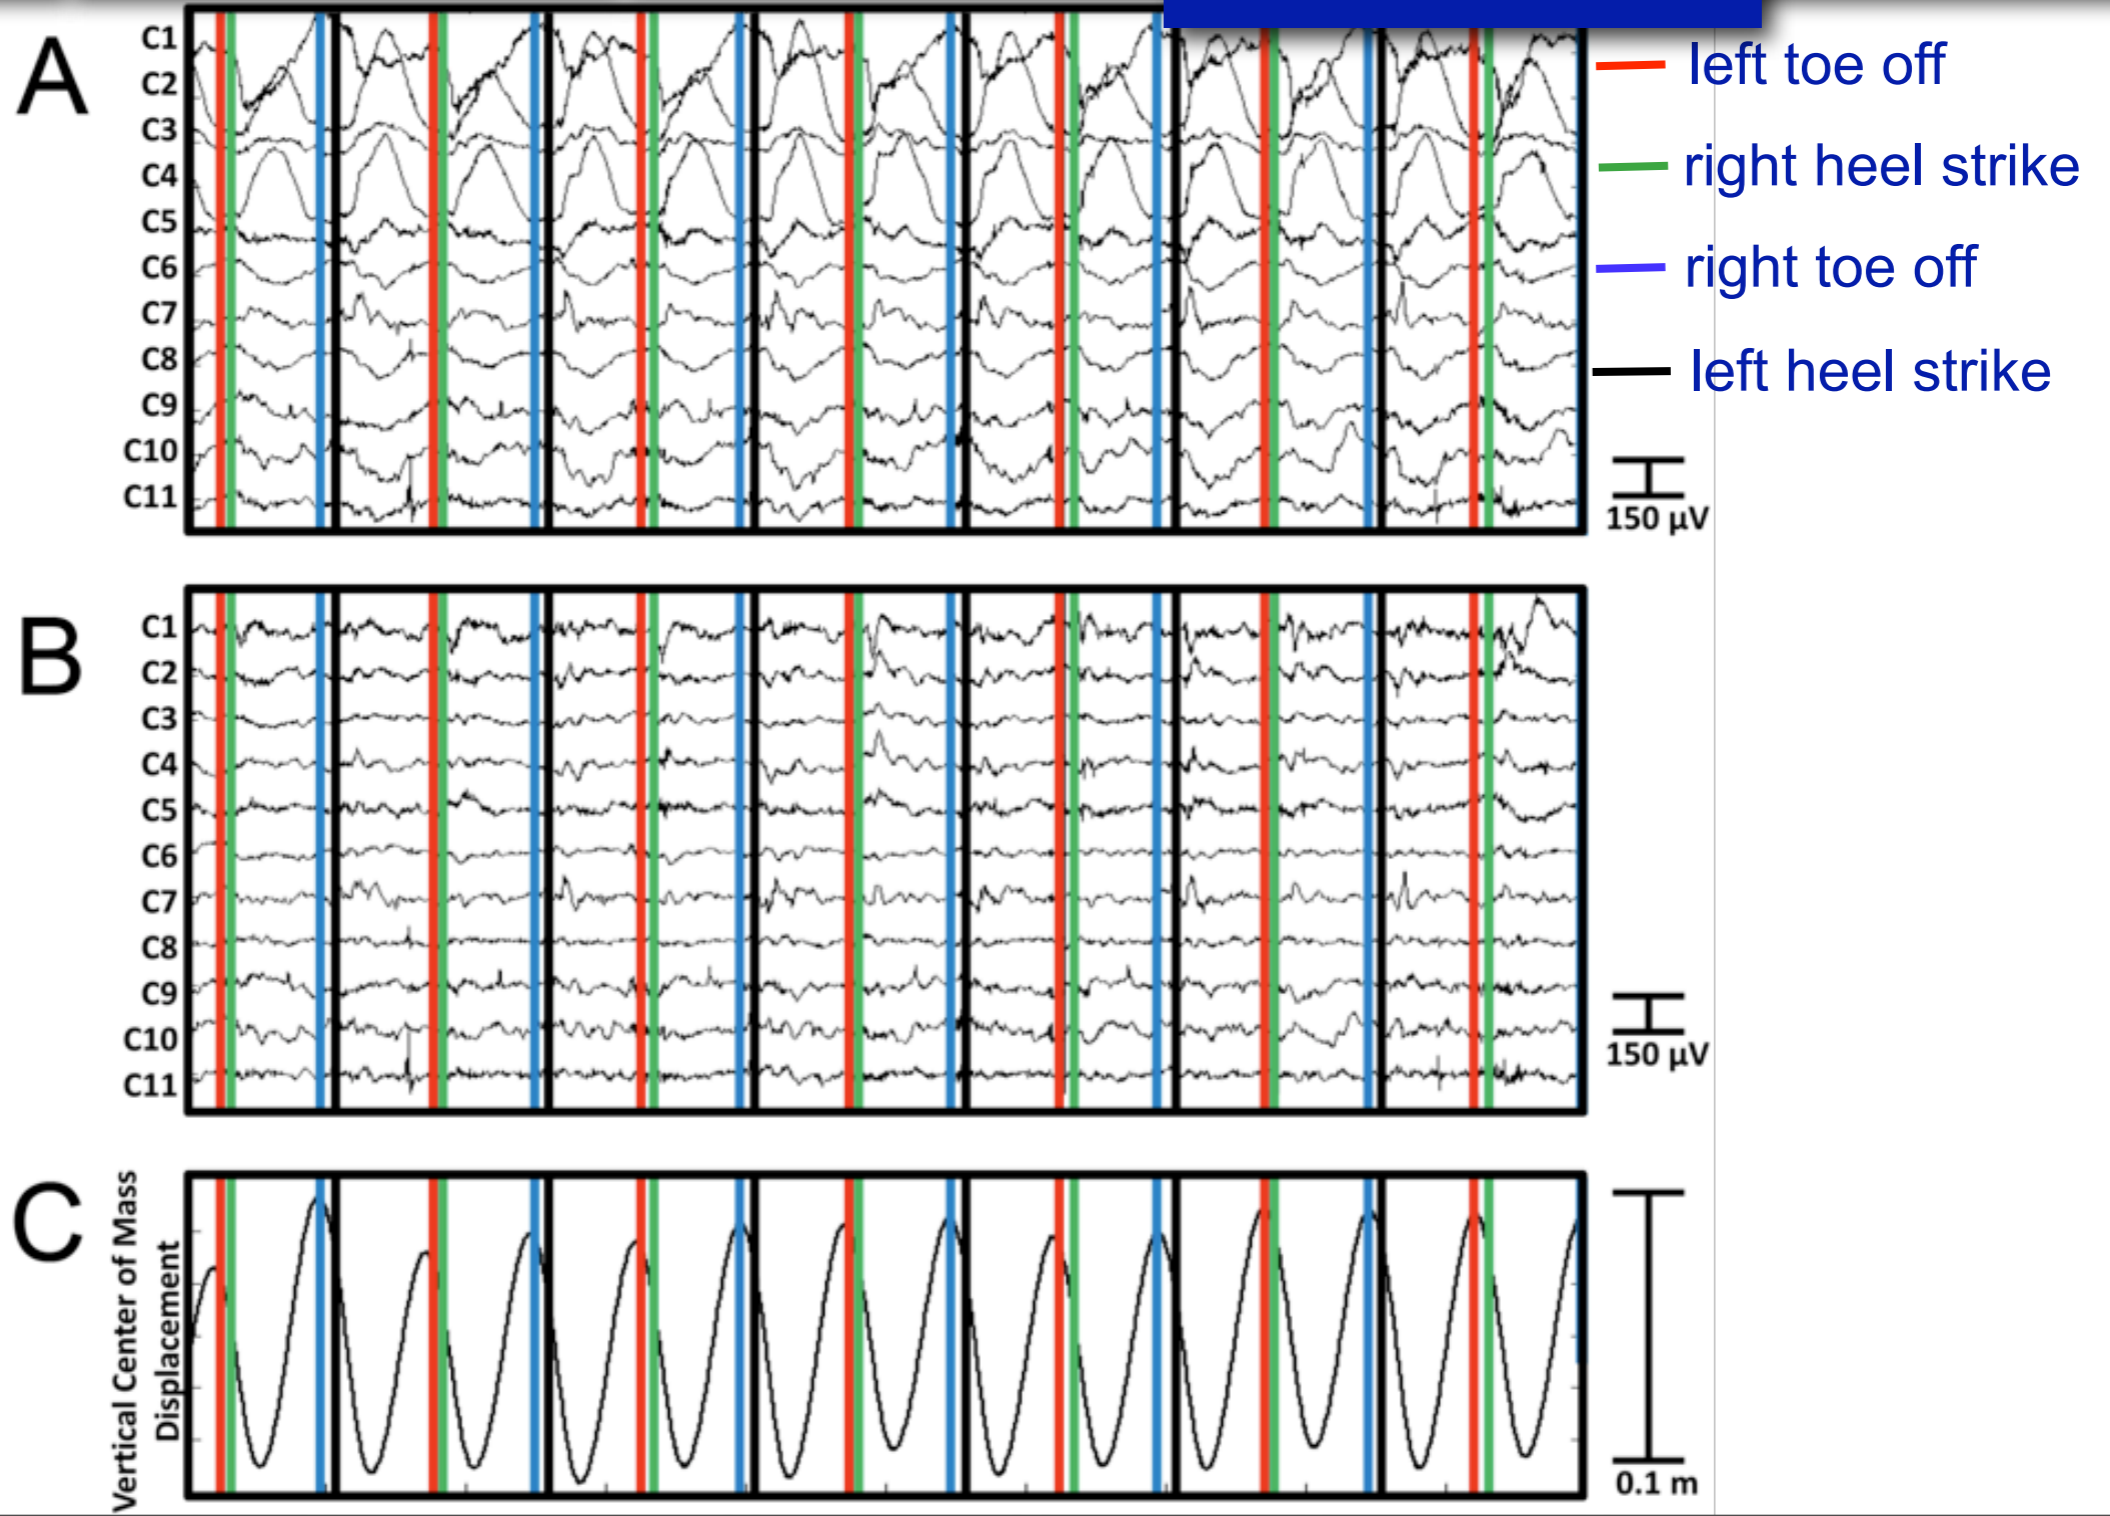 A
C1
C2
C3
C4
C5
C6
C7
C8
C9
C10
C11
left toe off
right heel strike
right toe off
left heel strike
150 µV
B
C1
C2
C3
C4
C5
C6
C7
C8
C9
C10
C11
150 µV
C
Vertical Center of Mass
Displacement
0.1 m